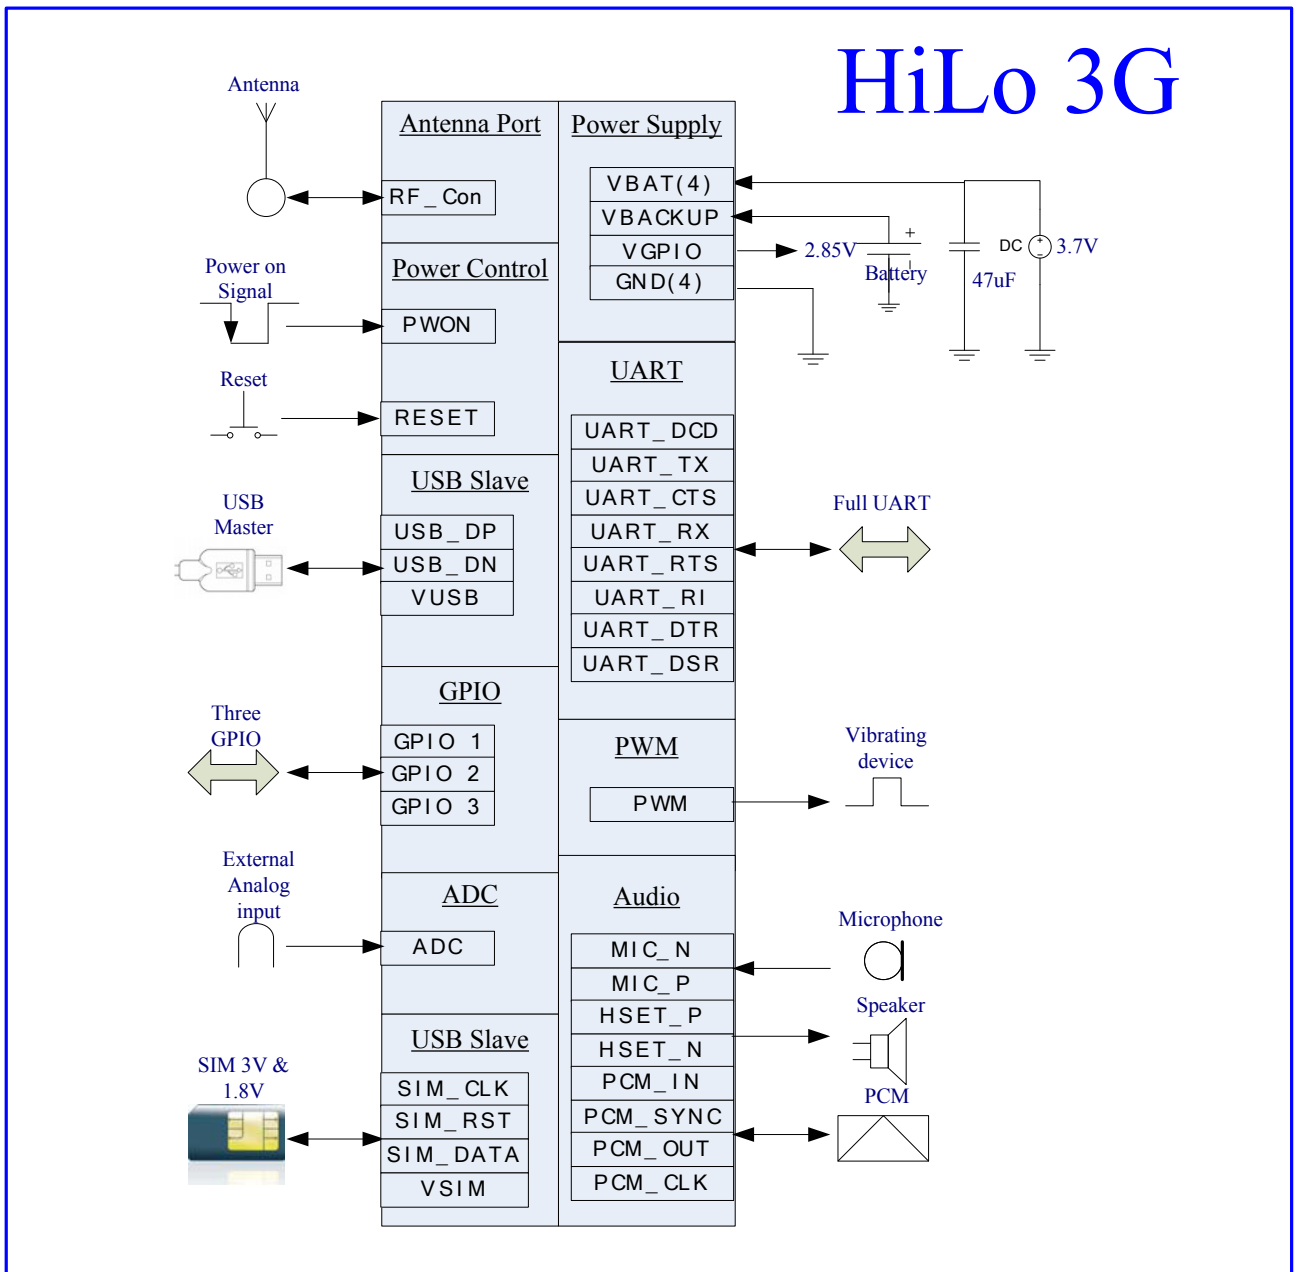 HiLo 3G
Antenna
Antenna Port
RF_Con
Power on
Signal
Power Control
PWON
Reset
RESET
USB
Master
USB Slave
USB_DP
USB_DN
VUSB
Three
GPIO
GPIO
GPIO 1
GPIO 2
GPIO 3
External
Analog
input
ADC
ADC
SIM 3V &
1.8V
USB Slave
SIM_CLK
SIM_RST
SIM_DATA
VSIM
Power Supply
VBAT(4)
VBACKUP
VGPIO
GND(4)
2.85V
+
-
Battery
47uF
DC
+
-
3.7V
UART
UART_DCD
UART_TX
UART_CTS
UART_RX
UART_RTS
UART_RI
UART_DTR
UART_DSR
Full UART
PWM
PWM
Vibrating
device
Audio
MIC_N
MIC_P
HSET_P
HSET_N
PCM_IN
PCM_SYNC
PCM_OUT
PCM_CLK
Microphone
Speaker
PCM